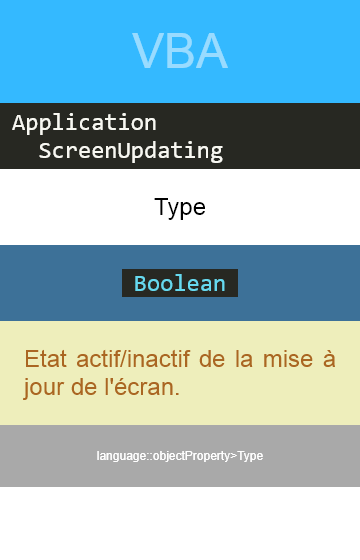 VBA
Application
ScreenUpdating
Type
Boolean
Etat actif/inactif de la mise à
jour de l'écran.
language::objectProperty>Type